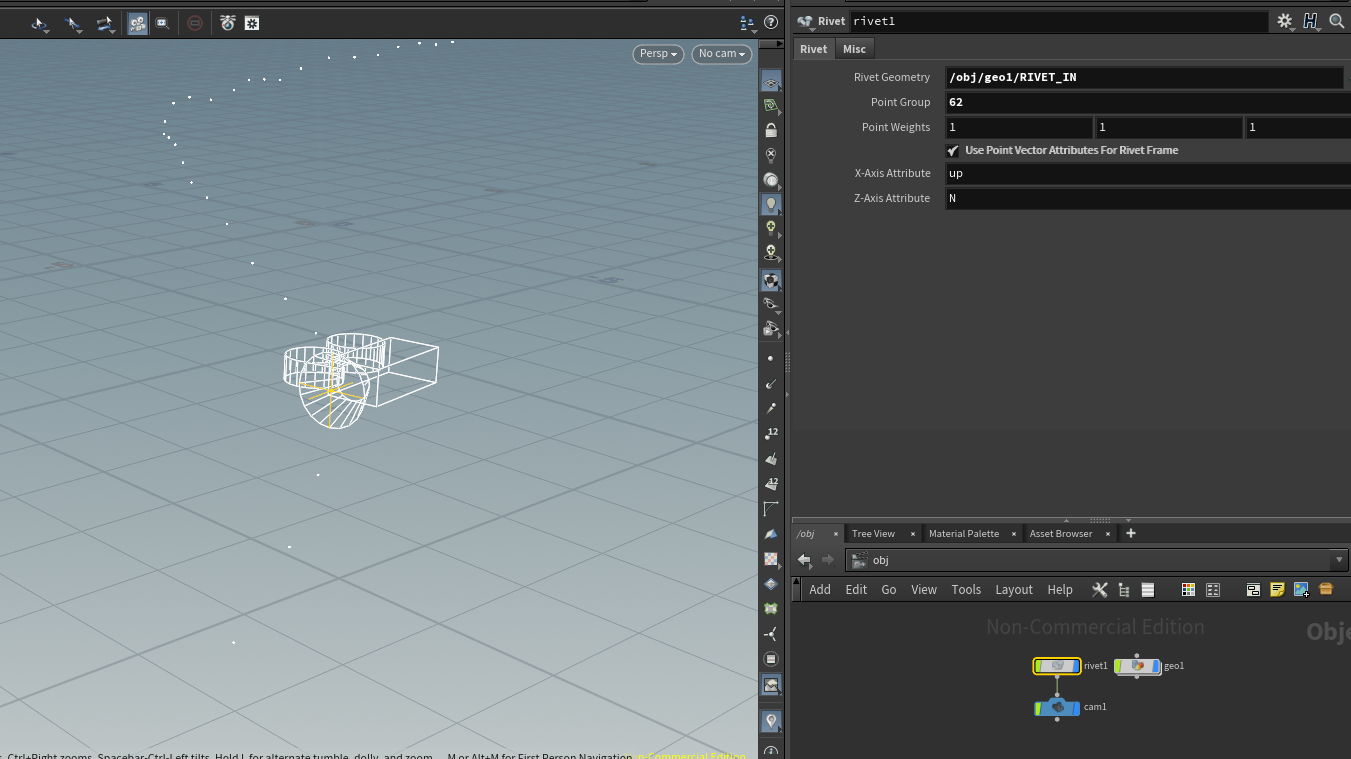 Rivet rivet1
Persp No cam
Rivet Misc
Rivet Geometry /obj/geo1/RIVET_IN
Point Group 62
Point Weights 1 1 1
Use Point Vector Attributes For Rivet Frame
X-Axis Attribute up
Z-Axis Attribute N
12
12
/obj × Tree View × Material Palette × Asset Browser × +
obj
Add Edit Go View Tools Layout Help
Non-Commercial Edition
Obje
rivet1 geo1
cam1
Ctrl+Right zooms, Spacebar-Ctrl-Left tilts, Hold L for alternate tumble, dolly, and zoom. M or Alt+M for First Person Navigation.
n-Commercial Edition